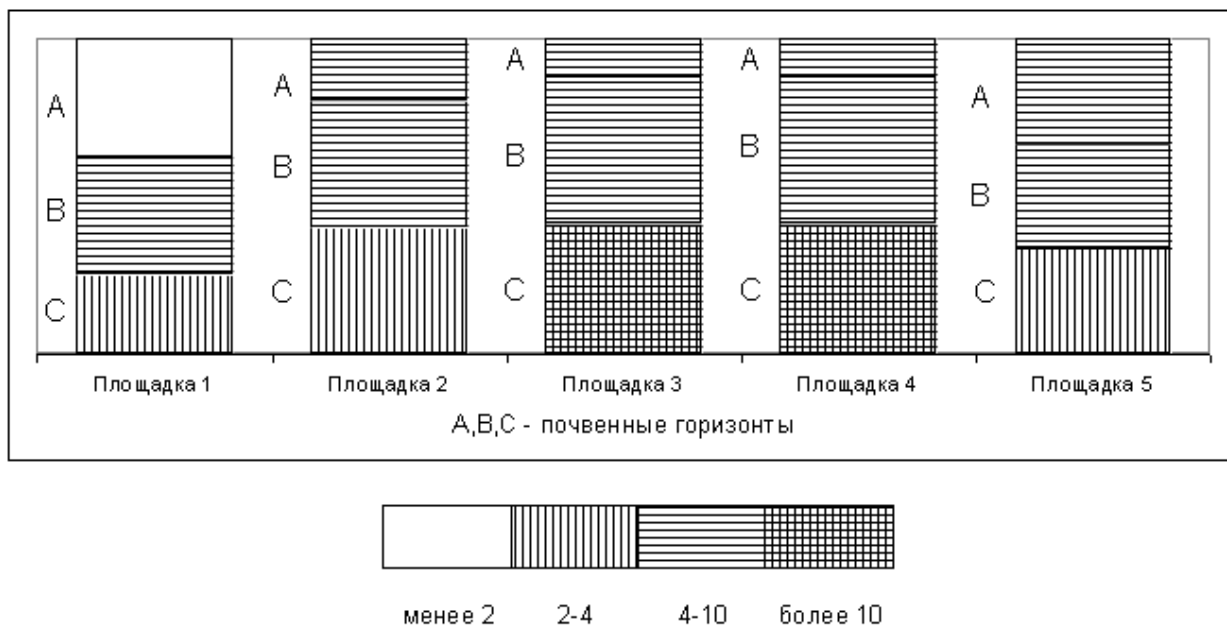 A A A A A
B B B B B
C C C C C
Площадка 1 Площадка 2 Площадка 3 Площадка 4 Площадка 5
A,B,C - почвенные горизонты
менее 2 2-4 4-10 более 10